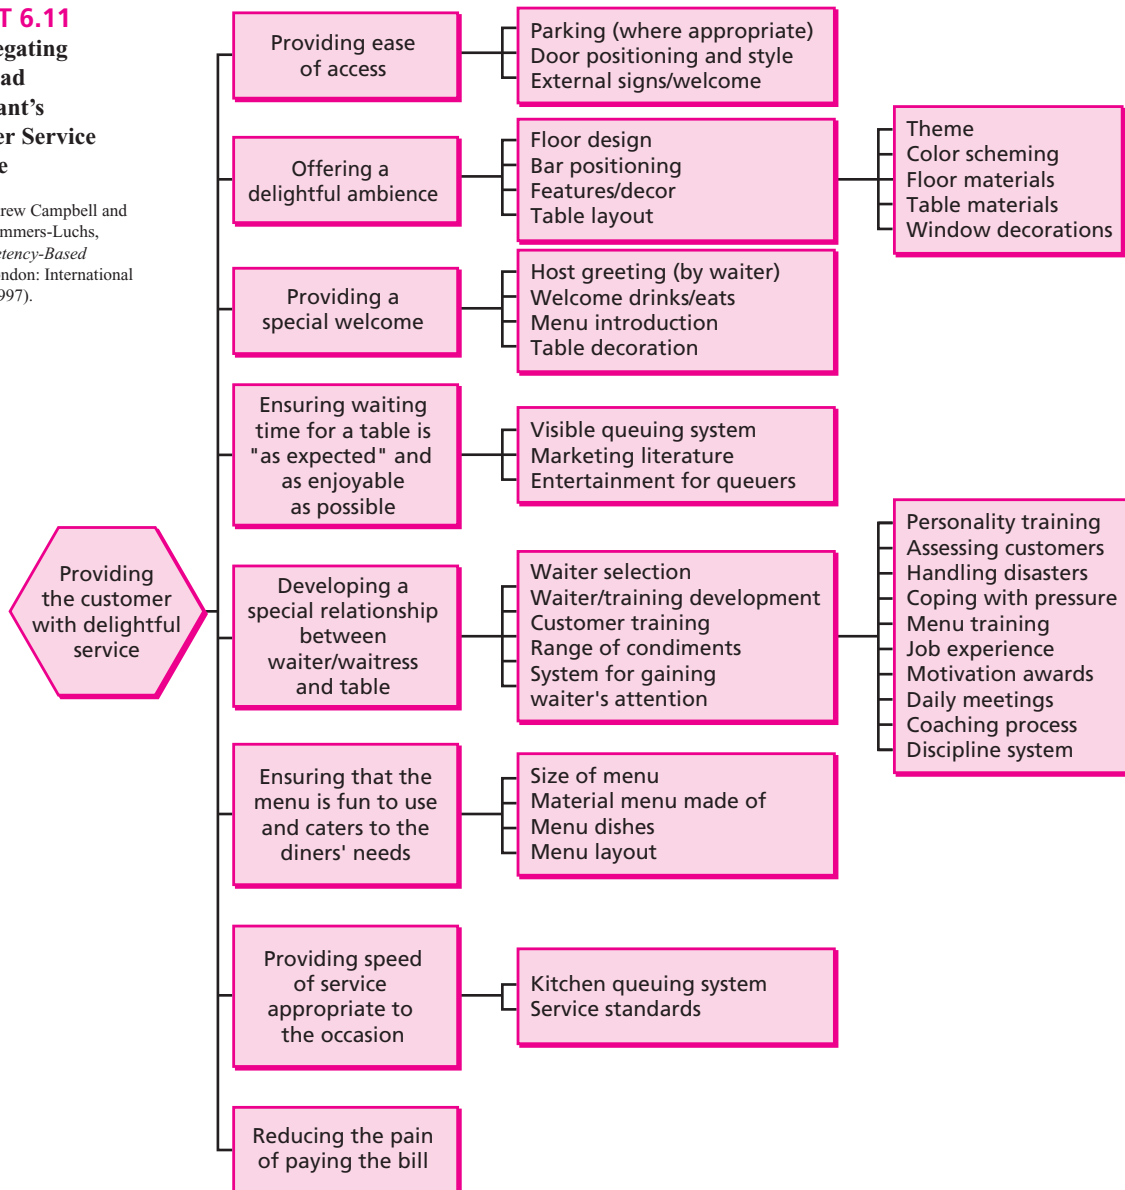 T 6.11
egating
ad
ant's
er Service
e
rew Campbell and
mmers-Luchs,
etency-Based
ondon: International
997).
Providing
the customer
with delightful
service
Providing ease
of access
Parking (where appropriate)
Door positioning and style
External signs/welcome
Offering a
delightful ambience
Floor design
Bar positioning
Features/decor
Table layout
Theme
Color scheming
Floor materials
Table materials
Window decorations
Providing a
special welcome
Host greeting (by waiter)
Welcome drinks/eats
Menu introduction
Table decoration
Ensuring waiting
time for a table is
"as expected" and
as enjoyable
as possible
Visible queuing system
Marketing literature
Entertainment for queuers
Developing a
special relationship
between
waiter/waitress
and table
Waiter selection
Waiter/training development
Customer training
Range of condiments
System for gaining
waiter's attention
Personality training
Assessing customers
Handling disasters
Coping with pressure
Menu training
Job experience
Motivation awards
Daily meetings
Coaching process
Discipline system
Ensuring that the
menu is fun to use
and caters to the
diners' needs
Size of menu
Material menu made of
Menu dishes
Menu layout
Providing speed
of service
appropriate to
the occasion
Kitchen queuing system
Service standards
Reducing the pain
of paying the bill